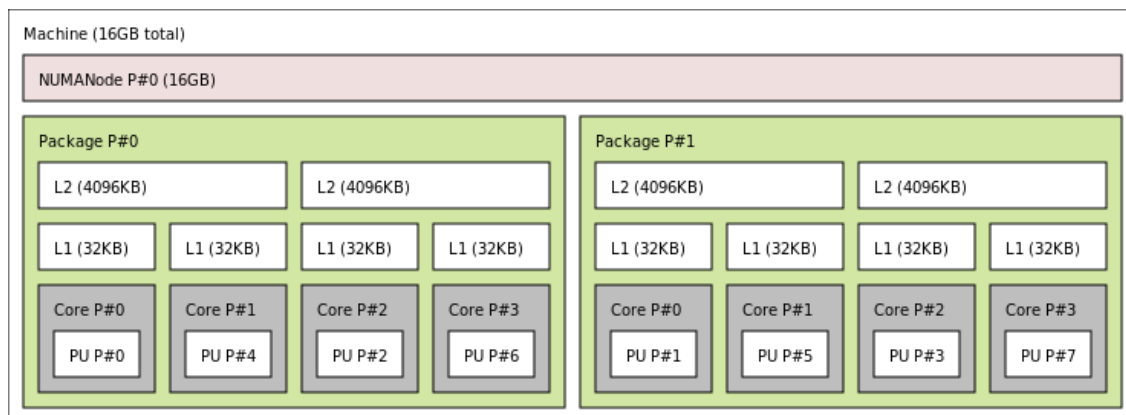 Machine (16GB total)
NUMANode P#0 (16GB)
Package P#0
L2 (4096KB)
L2 (4096KB)
L1 (32KB)
L1 (32KB)
L1 (32KB)
L1 (32KB)
Core P#0
PU P#0
Core P#1
PU P#4
Core P#2
PU P#2
Core P#3
PU P#6
Package P#1
L2 (4096KB)
L2 (4096KB)
L1 (32KB)
L1 (32KB)
L1 (32KB)
L1 (32KB)
Core P#0
PU P#1
Core P#1
PU P#5
Core P#2
PU P#3
Core P#3
PU P#7